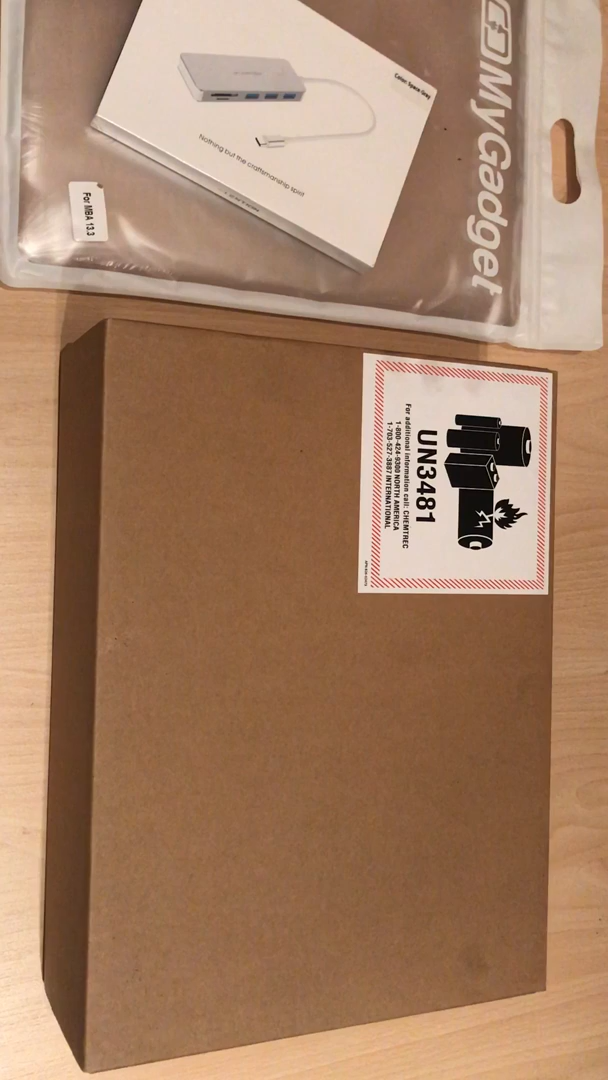 MyGadget
Color: Space Gray
Nothing but the craftsmanship spirit
For MBA 13.3
UN3481
For additional information call: CHEMTREC
1-800-424-9300 NORTH AMERICA
1-703-527-3887 INTERNATIONAL